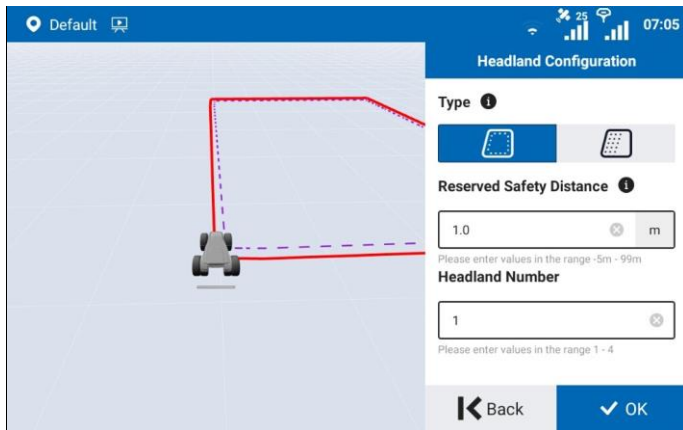 Default
25
07:05
Headland Configuration
Type
Reserved Safety Distance
1.0 m
Please enter values in the range -5m - 99m
Headland Number
1
Please enter values in the range 1 - 4
Back
OK